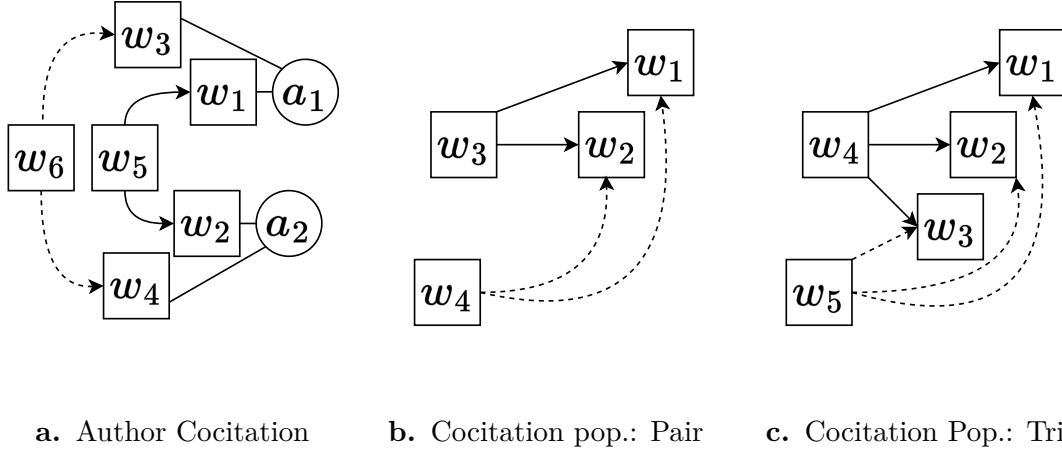 w3
w1
a1
w6
w5
w2
a2
w4
w1
w3
w2
w4
w1
w4
w2
w3
w5
a. Author Cocitation
b. Cocitation pop.: Pair
c. Cocitation Pop.: Tri